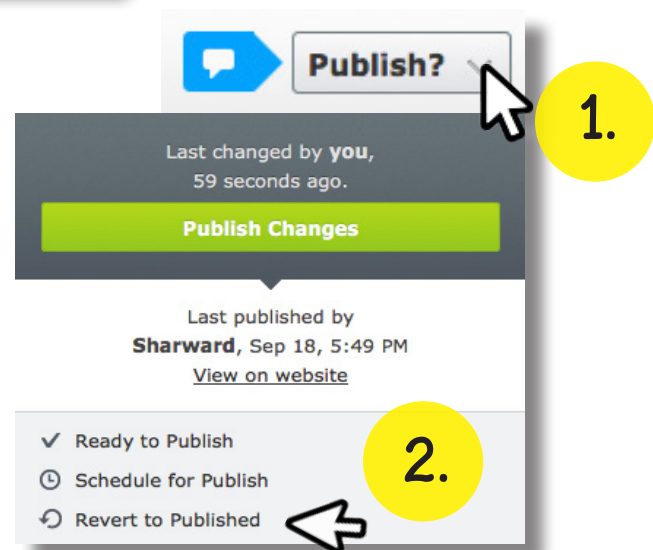 Publish?
1.
Last changed by you,
59 seconds ago.
Publish Changes
Last published by
Sharward, Sep 18, 5:49 PM
View on website
Ready to Publish
2.
Schedule for Publish
Revert to Published